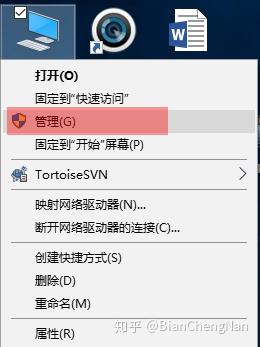 打开(O)
固定到"快速访问"
管理(G)
固定到"开始"屏幕(P)
TortoiseSVN
映射网络驱动器(N)...
断开网络驱动器的连接(C)...
创建快捷方式(S)
删除(D)
重命名(M)
属性(R)
知乎 @BianChengNan